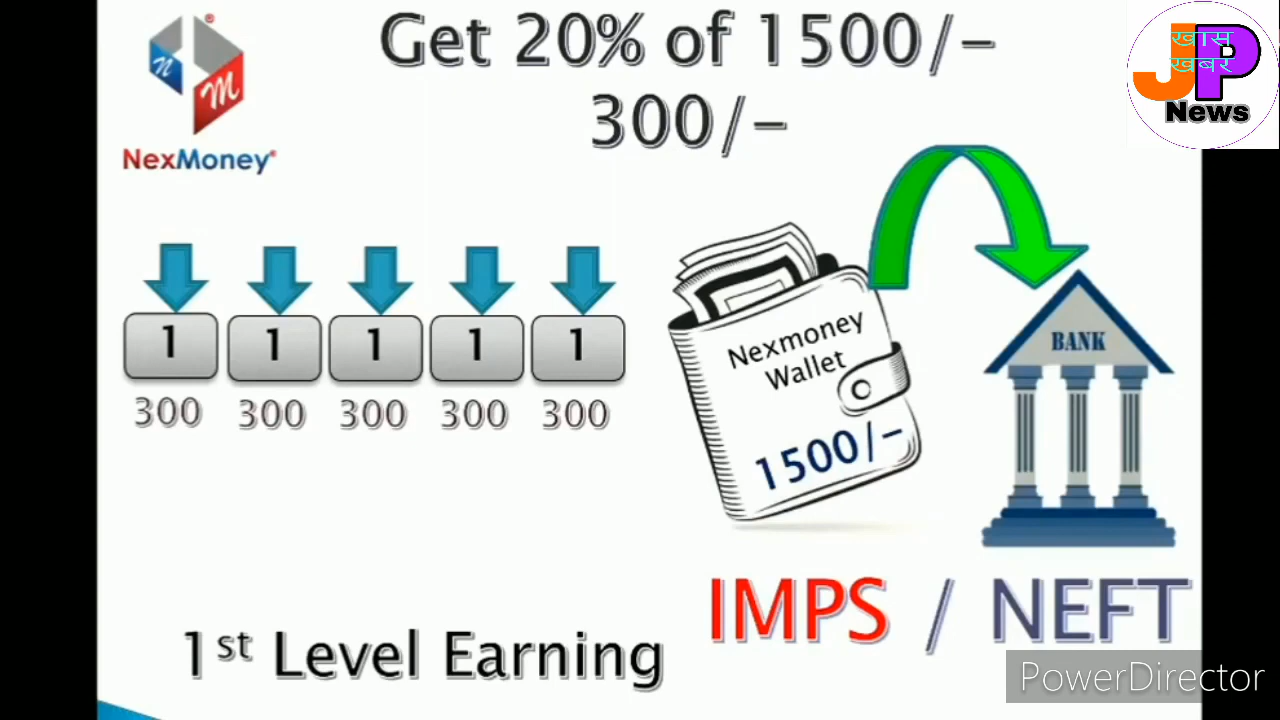 Get 20% of 1500/-
300/-
n
m
®
NexMoney®
खास
खबर
JP
News
1 1 1 1 1
300 300 300 300 300
Nexmoney
Wallet
1500/-
BANK
IMPS / NEFT
1st Level Earning
PowerDirector